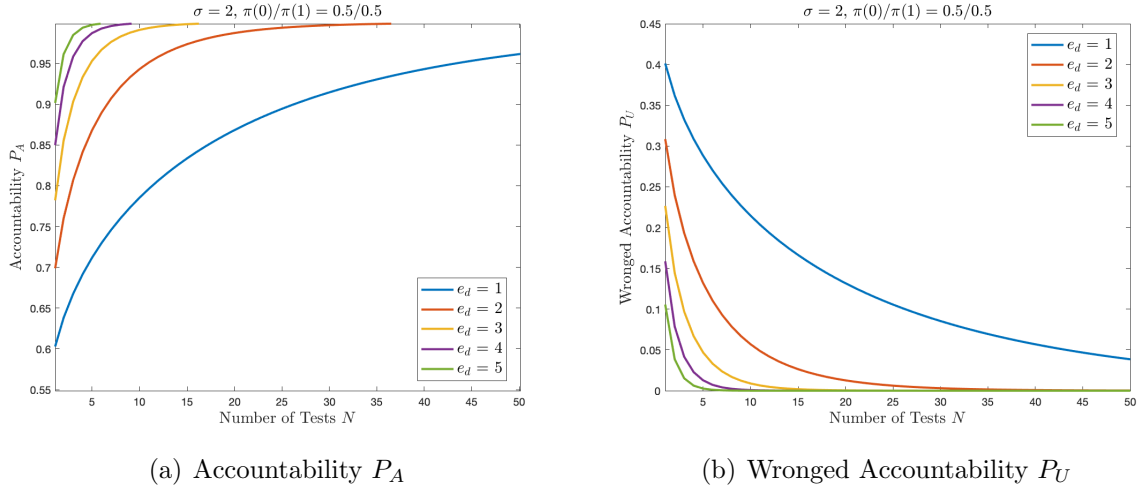 σ = 2, π(0)/π(1) = 0.5/0.5
Accountability P_A
0.95
0.9
0.85
0.8
0.75
0.7
0.65
0.6
0.55
5 10 15 20 25 30 35 40 45 50
Number of Tests N
e_d = 1
e_d = 2
e_d = 3
e_d = 4
e_d = 5
(a) Accountability P_A
σ = 2, π(0)/π(1) = 0.5/0.5
Wronged Accountability P_U
0.45
0.4
0.35
0.3
0.25
0.2
0.15
0.1
0.05
0
5 10 15 20 25 30 35 40 45 50
Number of Tests N
e_d = 1
e_d = 2
e_d = 3
e_d = 4
e_d = 5
(b) Wronged Accountability P_U